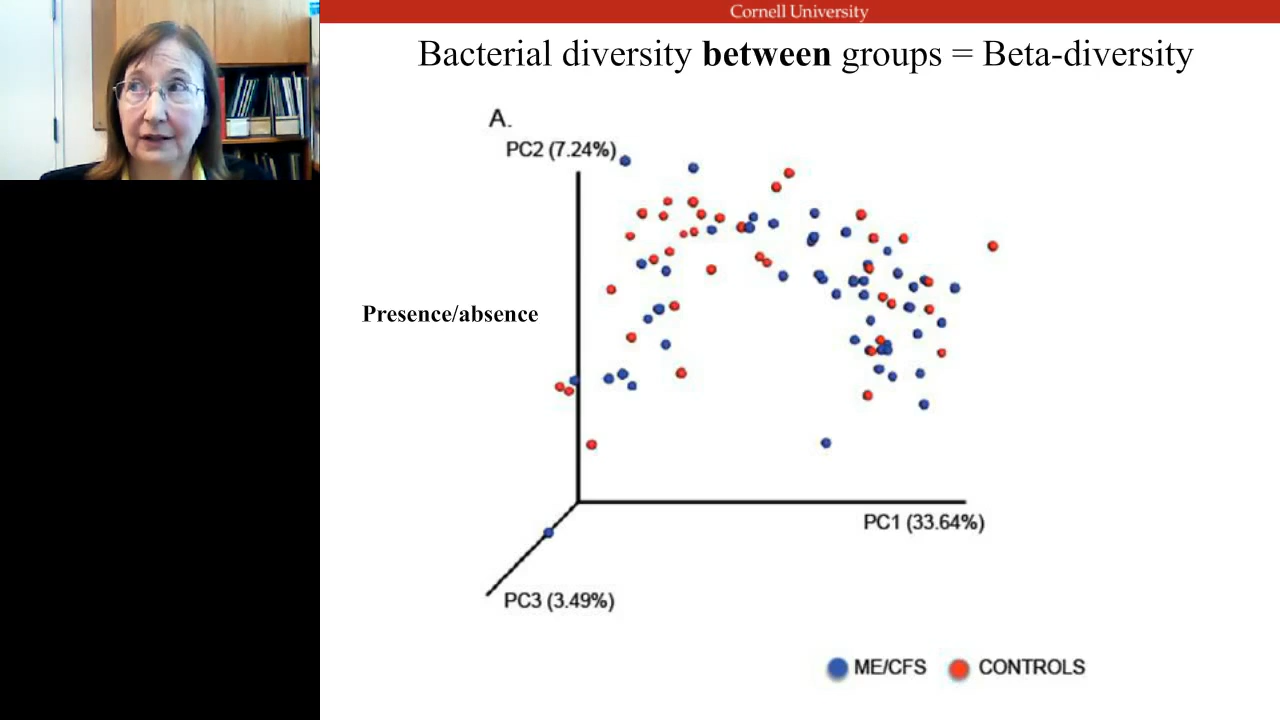 Cornell University
Bacterial diversity between groups = Beta-diversity
A.
PC2 (7.24%)
Presence/absence
PC1 (33.64%)
PC3 (3.49%)
ME/CFS
CONTROLS